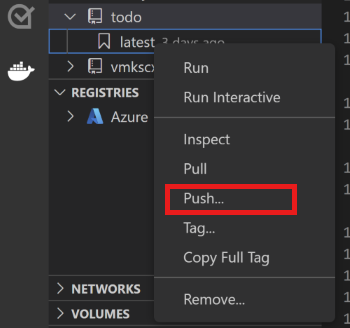 todo
latest 3 days ago
Run
vmkscx
Run Interactive
REGISTRIES
Azure
Inspect
Pull
Push...
Tag...
Copy Full Tag
NETWORKS
Remove...
VOLUMES